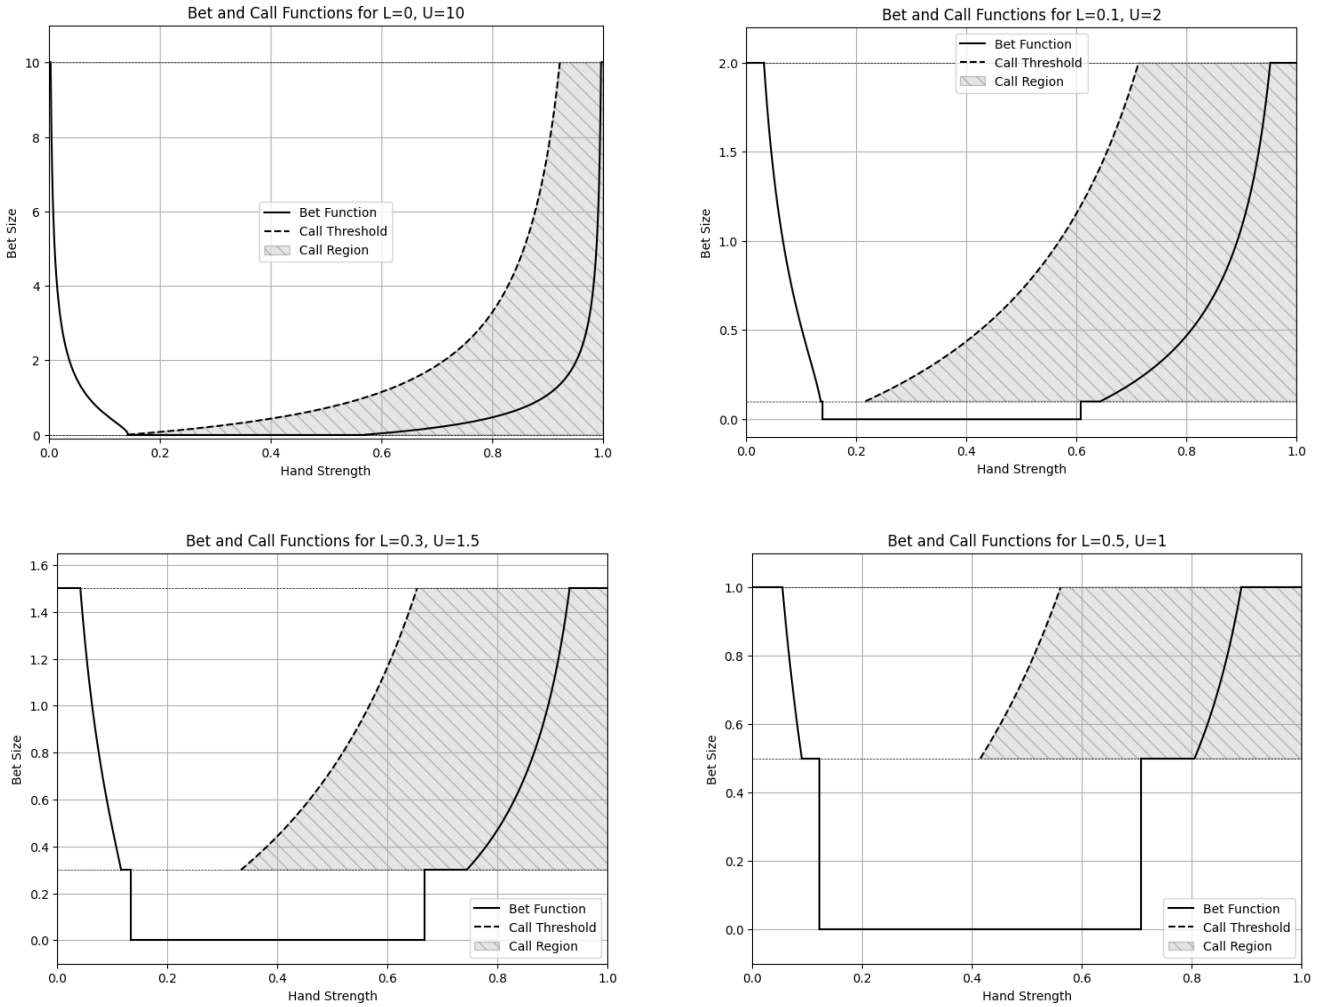 Bet and Call Functions for L=0, U=10
10
8
6
4
2
0
Bet Size
Bet Function
Call Threshold
Call Region
0.0 0.2 0.4 0.6 0.8 1.0
Hand Strength
Bet and Call Functions for L=0.1, U=2
2.0
1.5
1.0
0.5
0.0
Bet Size
Bet Function
Call Threshold
Call Region
0.0 0.2 0.4 0.6 0.8 1.0
Hand Strength
Bet and Call Functions for L=0.3, U=1.5
1.6
1.4
1.2
1.0
0.8
0.6
0.4
0.2
0.0
Bet Size
Bet Function
Call Threshold
Call Region
0.0 0.2 0.4 0.6 0.8 1.0
Hand Strength
Bet and Call Functions for L=0.5, U=1
1.0
0.8
0.6
0.4
0.2
0.0
Bet Size
Bet Function
Call Threshold
Call Region
0.0 0.2 0.4 0.6 0.8 1.0
Hand Strength